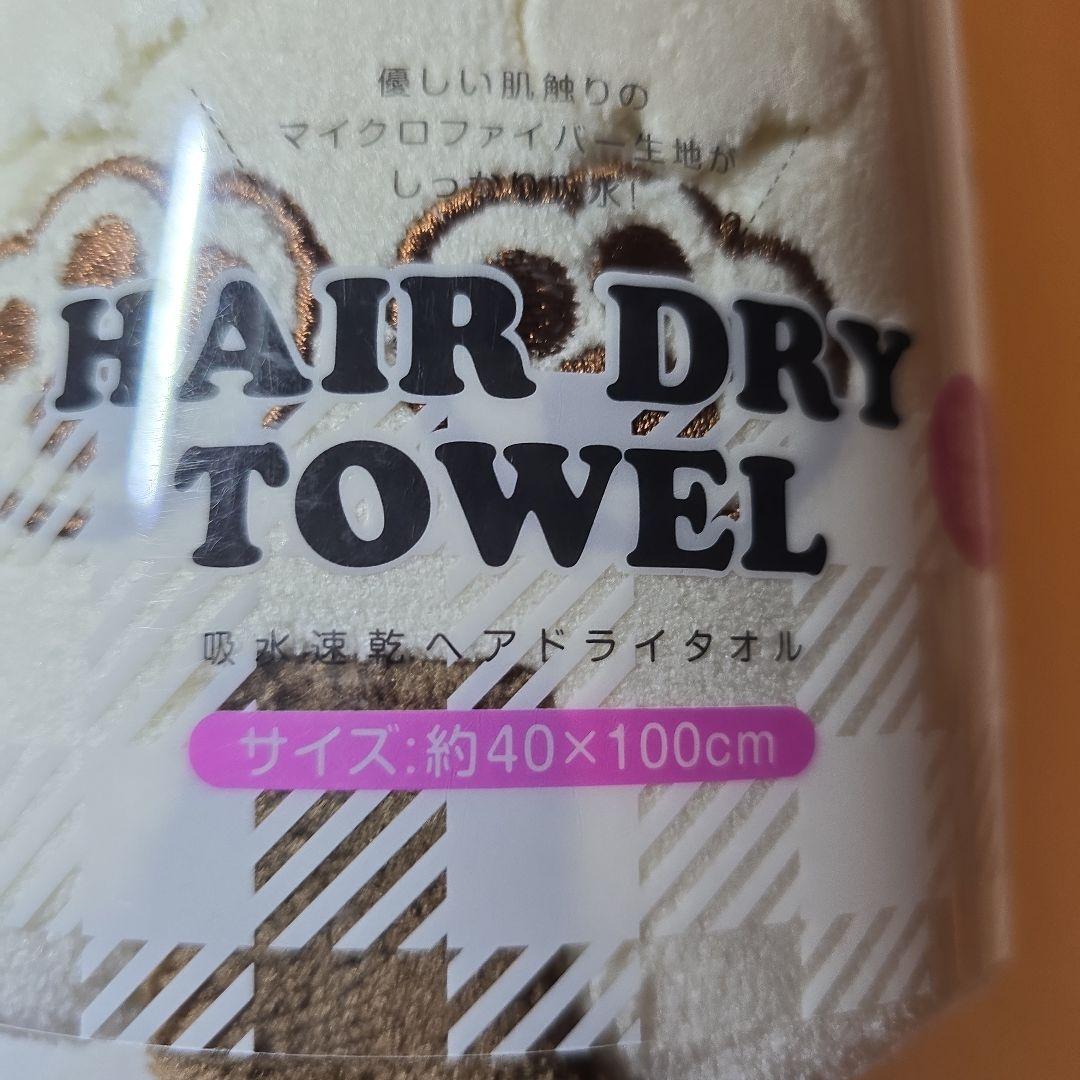 優しい肌触りの
マイクロファイバー生地が
しっかり吸水!
HAIR DRY
TOWEL
吸水速乾ヘアドライタオル
サイズ:約40×100cm